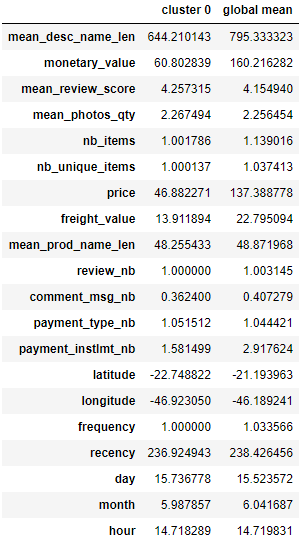 cluster 0 global mean
mean_desc_name_len 644.210143 795.333323
monetary_value 60.802839 160.216282
mean_review_score 4.257315 4.154940
mean_photos_qty 2.267494 2.256454
nb_items 1.001786 1.139016
nb_unique_items 1.000137 1.037413
price 46.882271 137.388778
freight_value 13.911894 22.795094
mean_prod_name_len 48.255433 48.871968
review_nb 1.000000 1.003145
comment_msg_nb 0.362400 0.407279
payment_type_nb 1.051512 1.044421
payment_instlmt_nb 1.581499 2.917624
latitude -22.748822 -21.193963
longitude -46.923050 -46.189241
frequency 1.000000 1.033566
recency 236.924943 238.426456
day 15.736778 15.523572
month 5.987857 6.041687
hour 14.718289 14.719831